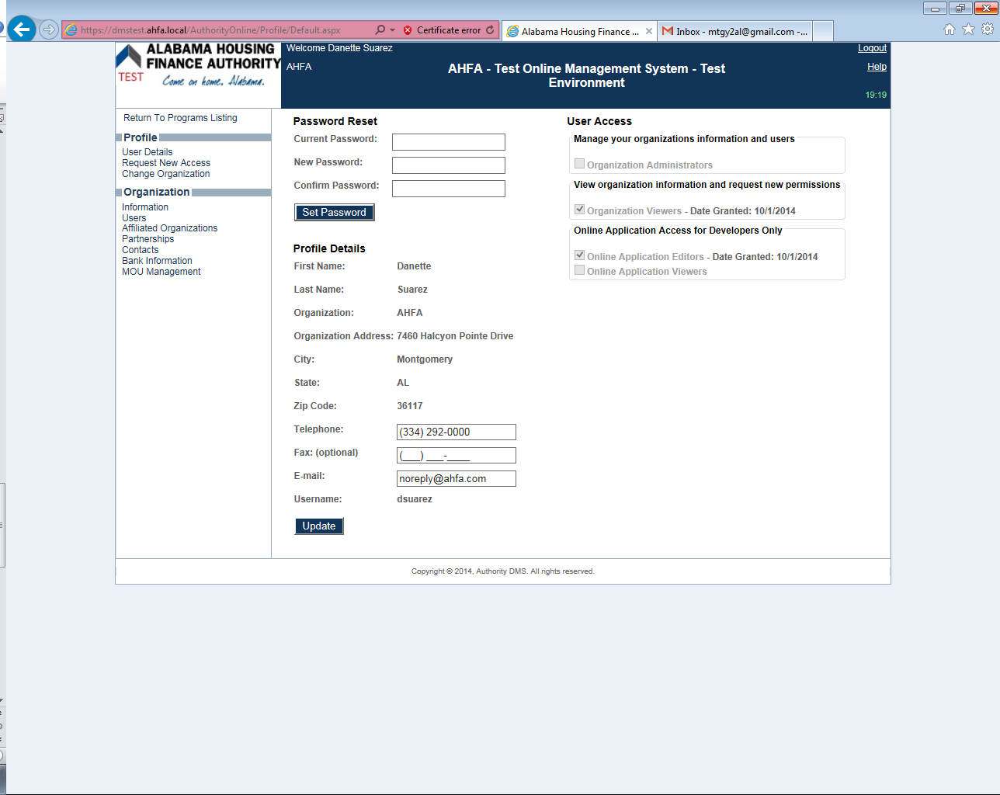 https://dmstest.ahfa.local/AuthorityOnline/Profile/Default.aspx
Certificate error
Alabama Housing Finance ...
Inbox - mtgy2al@gmail.com -...
ALABAMA HOUSING
FINANCE AUTHORITY
TEST
Come on home, Alabama.
Welcome Danette Suarez
AHFA
AHFA - Test Online Management System - Test
Environment
Logout
Help
19:19
Return To Programs Listing
Profile
User Details
Request New Access
Change Organization
Organization
Information
Users
Affiliated Organizations
Partnerships
Contacts
Bank Information
MOU Management
Password Reset
Current Password:
New Password:
Confirm Password:
Set Password
Profile Details
First Name: Danette
Last Name: Suarez
Organization: AHFA
Organization Address: 7460 Halcyon Pointe Drive
City: Montgomery
State: AL
Zip Code: 36117
Telephone: (334) 292-0000
Fax: (optional) (___) ___-____
E-mail: noreply@ahfa.com
Username: dsuarez
Update
User Access
Manage your organizations information and users
Organization Administrators
View organization information and request new permissions
Organization Viewers - Date Granted: 10/1/2014
Online Application Access for Developers Only
Online Application Editors - Date Granted: 10/1/2014
Online Application Viewers
Copyright © 2014, Authority DMS. All rights reserved.